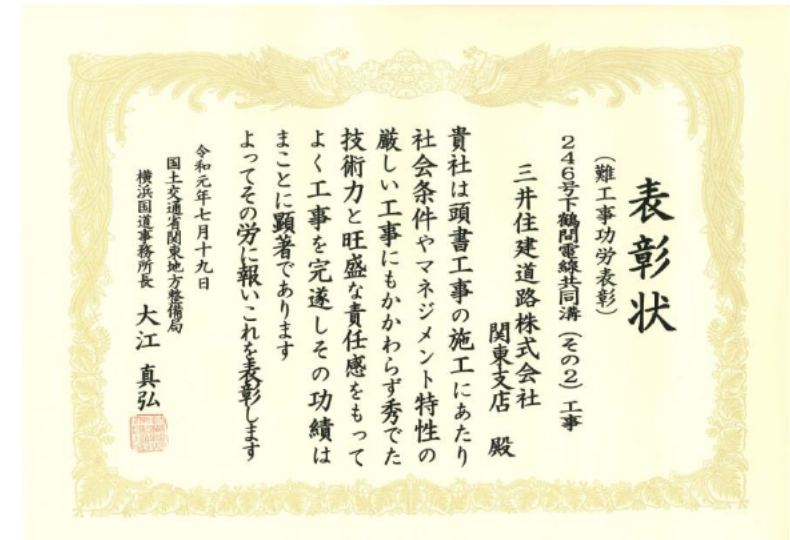 表彰状
（難工事功労表彰）
246号下鶴間電線共同溝（その2）工事
三井住建道路株式会社
関東支店　殿
貴社は頭書工事の施工にあたり
社会条件やマネジメント特性の
厳しい工事にもかかわらず秀でた
技術力と旺盛な責任感をもって
よく工事を完遂しその功績は
まことに顕著であります
よってその労に報いこれを表彰します
令和元年七月十九日
国土交通省関東地方整備局
横浜国道事務所長　大江　真弘